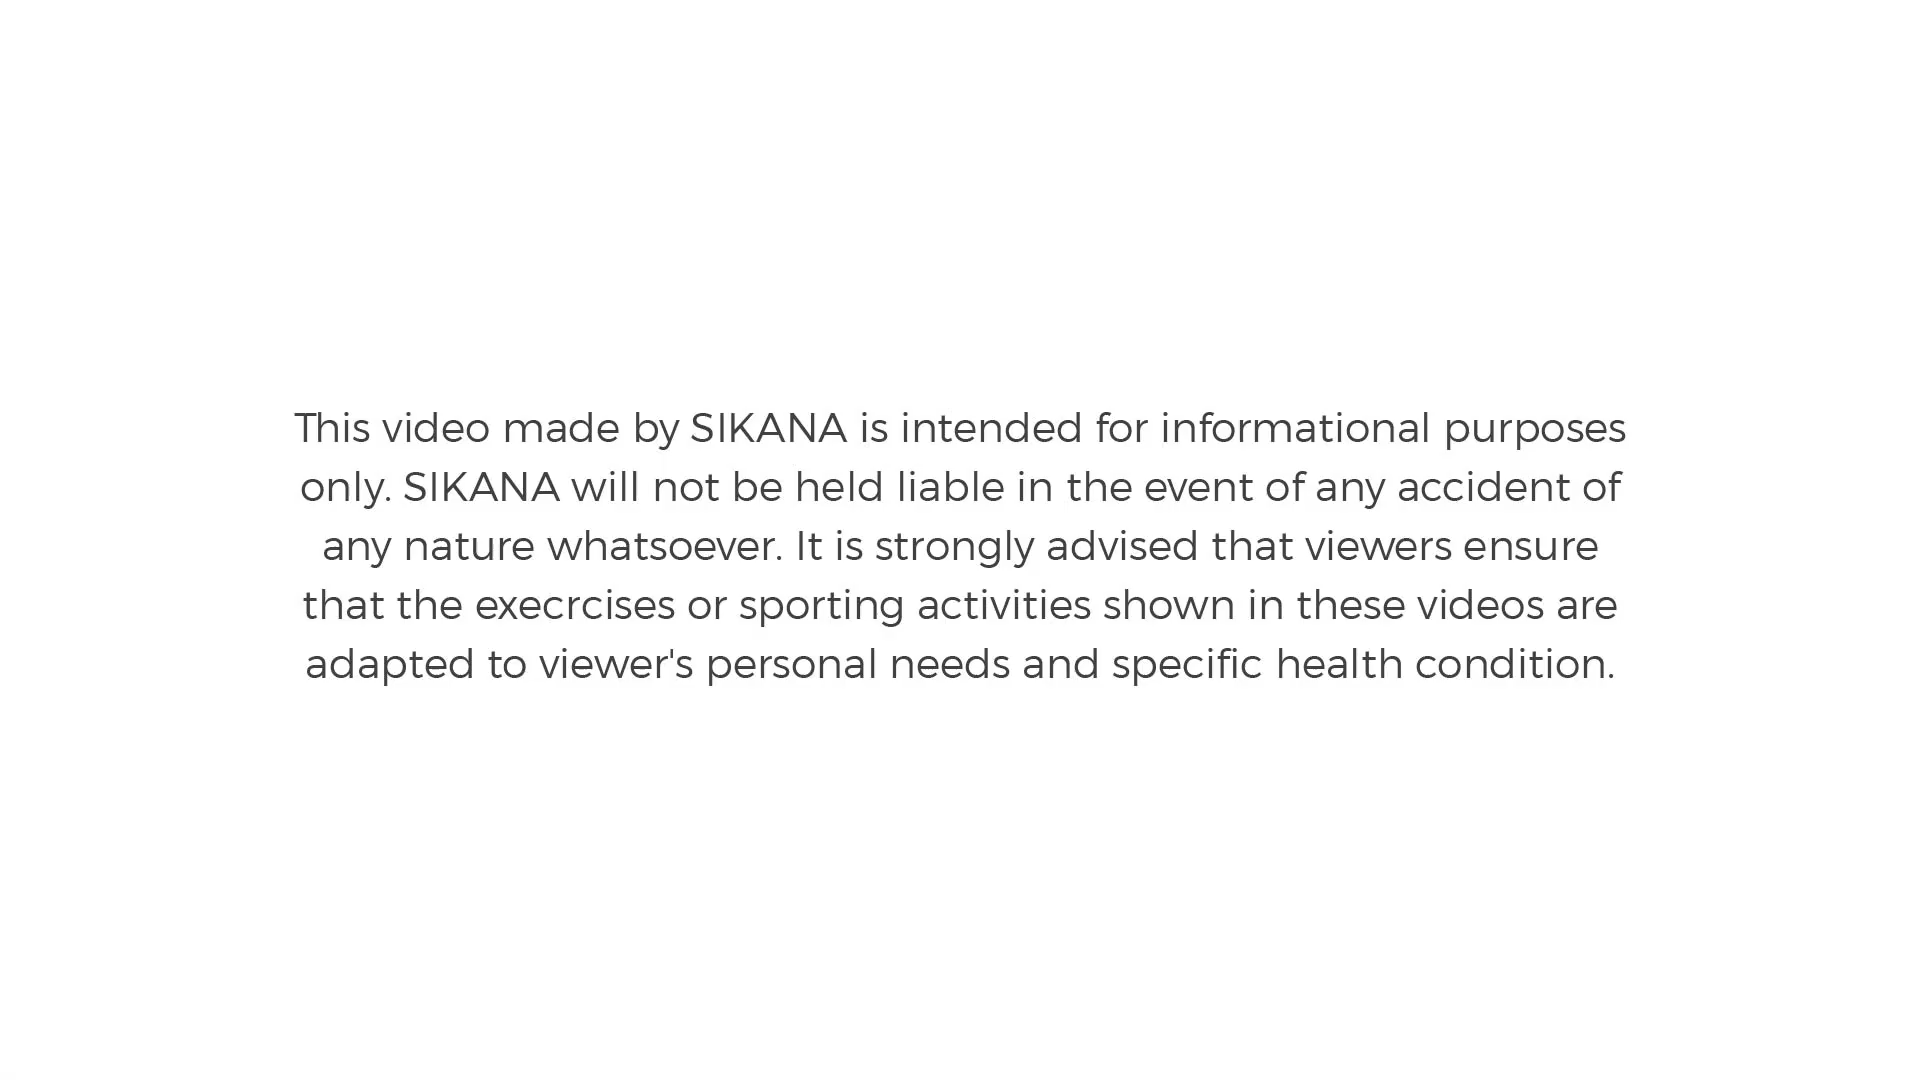 This video made by SIKANA is intended for informational purposes
only. SIKANA will not be held liable in the event of any accident of
any nature whatsoever. It is strongly advised that viewers ensure
that the execrcises or sporting activities shown in these videos are
adapted to viewer's personal needs and specific health condition.